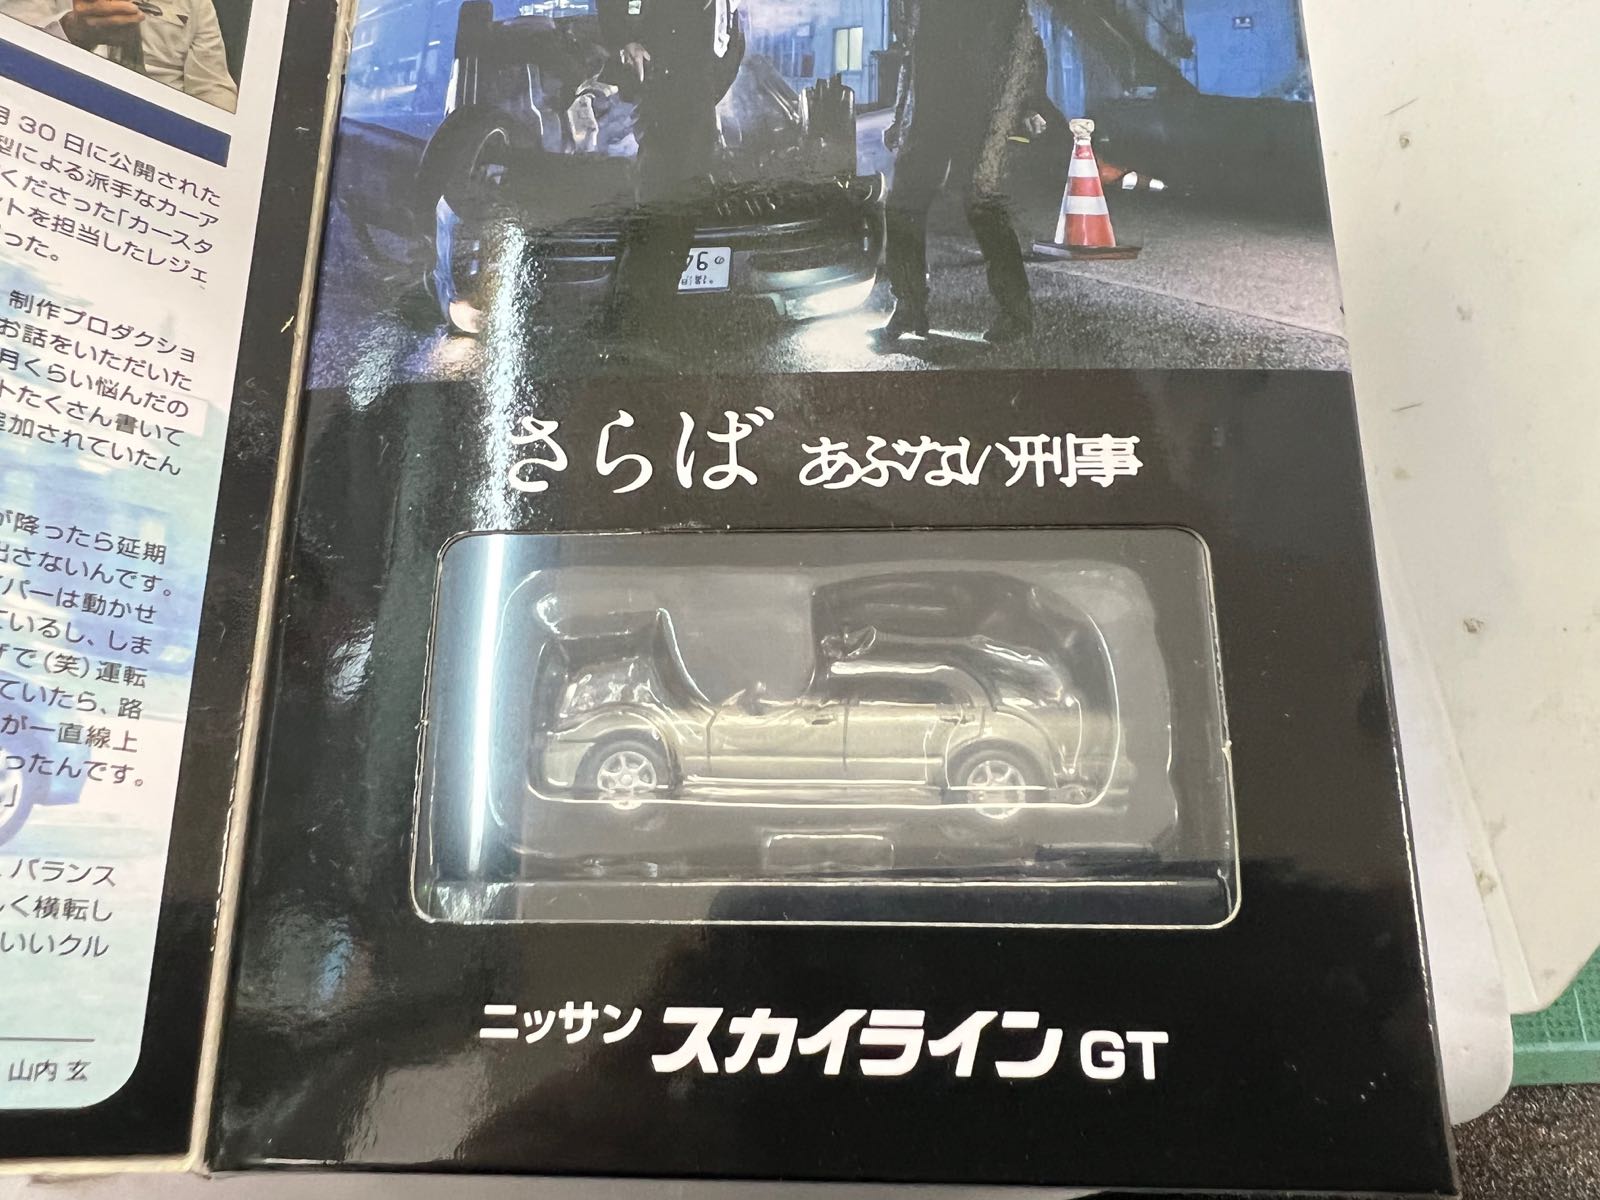 月30日に公開された
型による派手なカーア
くださった「カースタ
ントを担当したレジェ
った。
制作プロダクショ
お話をいただいた
月くらい悩んだの
トたくさん書いて
追加されていたん
が降ったら延期
出さないんです。
イバーは動かせ
ているし、しま
げで(笑)運転
ていたら、路
が一直線上
ったんです。
バランス
しく横転し
いいクル
山内 玄
さらば あぶない刑事
ニッサン スカイライン GT